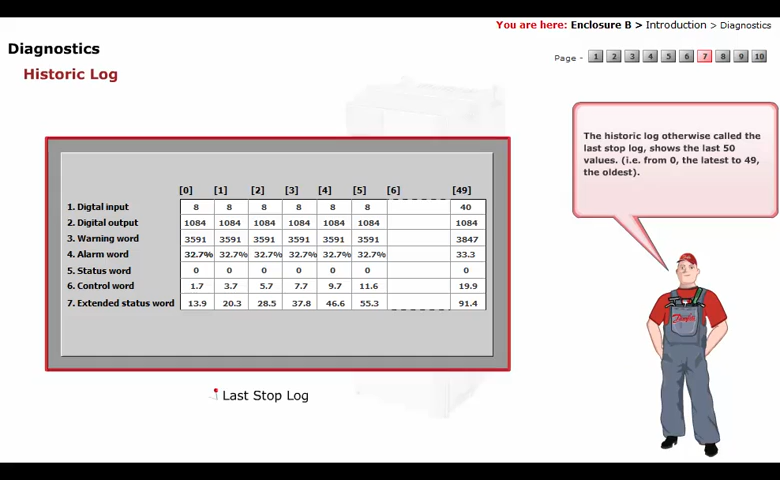 You are here: Enclosure B > Introduction > Diagnostics
Diagnostics
Page - 1 2 3 4 5 6 7 8 9 10
Historic Log
The historic log otherwise called the
last stop log, shows the last 50
values. (i.e. from 0, the latest to 49,
the oldest).
[0] [1] [2] [3] [4] [5] [6] [49]
1. Digtal input 8 8 8 8 8 8 40
2. Digital output 1084 1084 1084 1084 1084 1084 1084
3. Warning word 3591 3591 3591 3591 3591 3591 3847
4. Alarm word 32.7% 32.7% 32.7% 32.7% 32.7% 32.7% 33.3
5. Status word 0 0 0 0 0 0 0
6. Control word 1.7 3.7 5.7 7.7 9.7 11.6 19.9
7. Extended status word 13.9 20.3 28.5 37.8 46.6 55.3 91.4
Danfoss
Last Stop Log